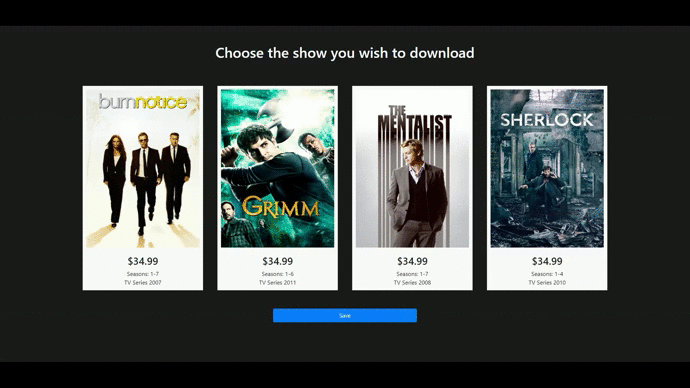 Choose the show you wish to download
burnnotice
GRIMM
THE
MENTALIST
SHERLOCK
$34.99
Seasons: 1-7
TV Series 2007
$34.99
Seasons: 1-6
TV Series 2011
$34.99
Seasons: 1-7
TV Series 2008
$34.99
Seasons: 1-4
TV Series 2010
Save